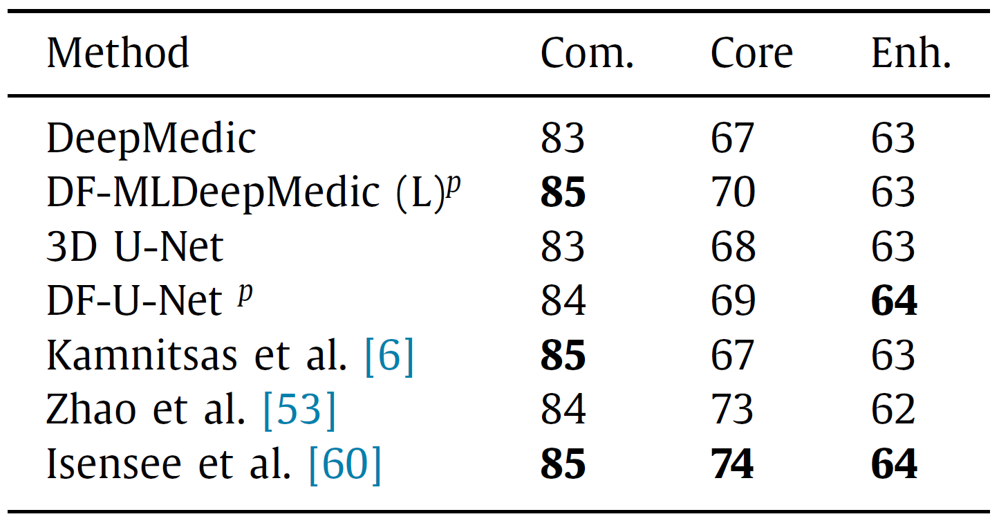 Method Com. Core Enh.
DeepMedic 83 67 63
DF-MLDeepMedic (L)p 85 70 63
3D U-Net 83 68 63
DF-U-Net p 84 69 64
Kamnitsas et al. [6] 85 67 63
Zhao et al. [53] 84 73 62
Isensee et al. [60] 85 74 64